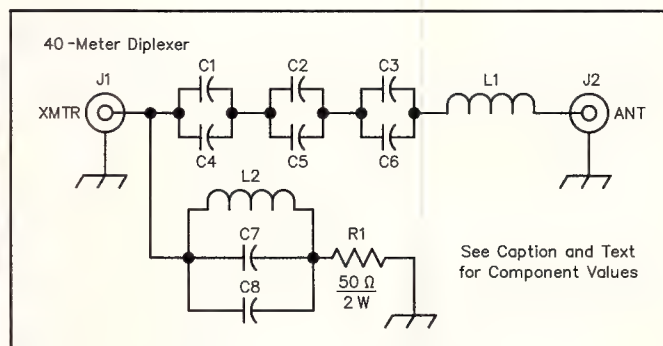 40-Meter Diplexer
C1
C2
C3
J1
L1
J2
XMTR
ANT
C4
C5
C6
L2
C7
R1
50 Ω
2 W
C8
See Caption and Text
for Component Values